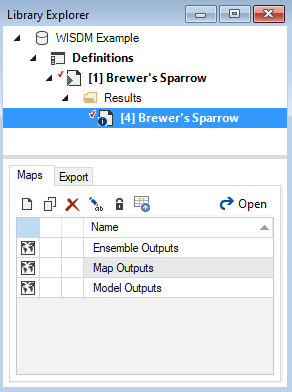 Library Explorer
WISDM Example
Definitions
[1] Brewer's Sparrow
Results
[4] Brewer's Sparrow
Maps Export
Open
Name
Ensemble Outputs
Map Outputs
Model Outputs